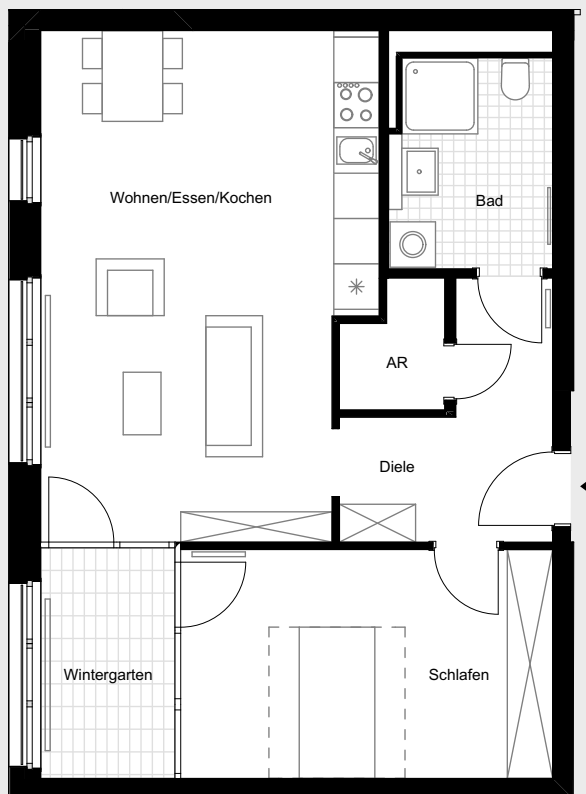 Wohnen/Essen/Kochen
Bad
AR
Diele
Wintergarten
Schlafen